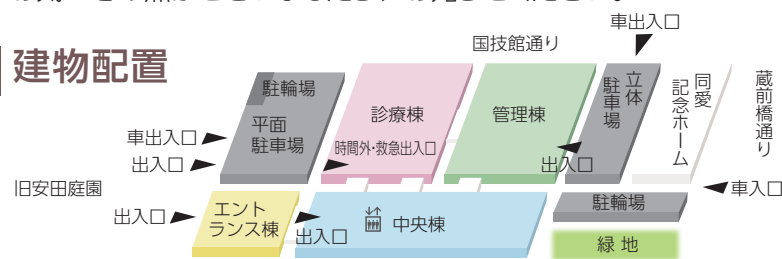 建物配置
国技館通り
車出入口
駐輪場
平面
駐車場
診療棟
時間外・救急出入口
管理棟
立体
駐車場
同愛
記念ホーム
蔵前橋通り
車出入口
出入口
出入口
旧安田庭園
車入口
出入口
エント
ランス棟
出入口
中央棟
駐輪場
緑地